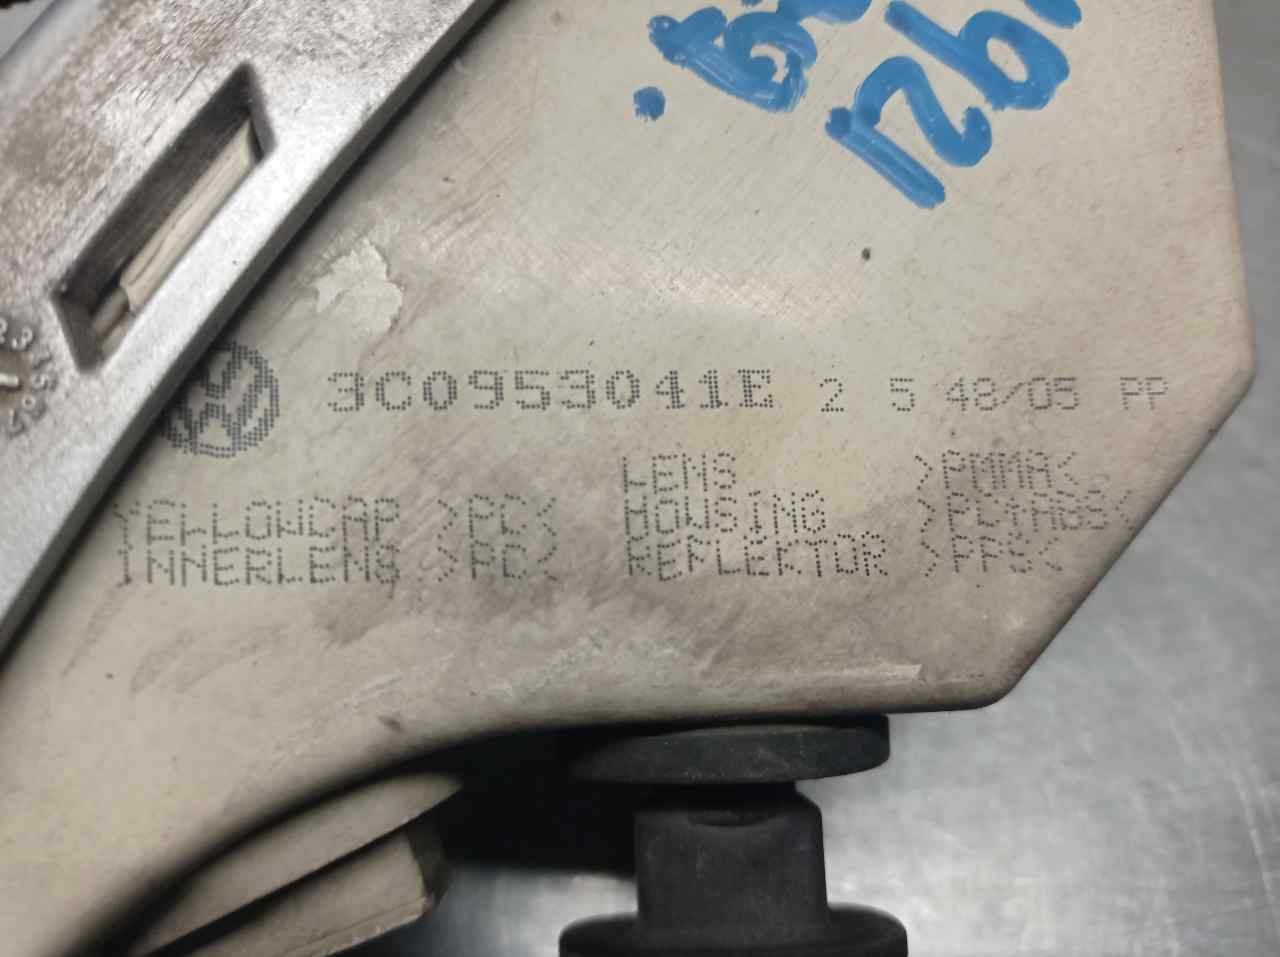 3C0953041E 2 5 48/05 PP
LENS >PMMA<
YELLOWCAP >PC< HOUSING >PC+ABS<
INNERLENS >PC< REFLEKTOR >PPS<